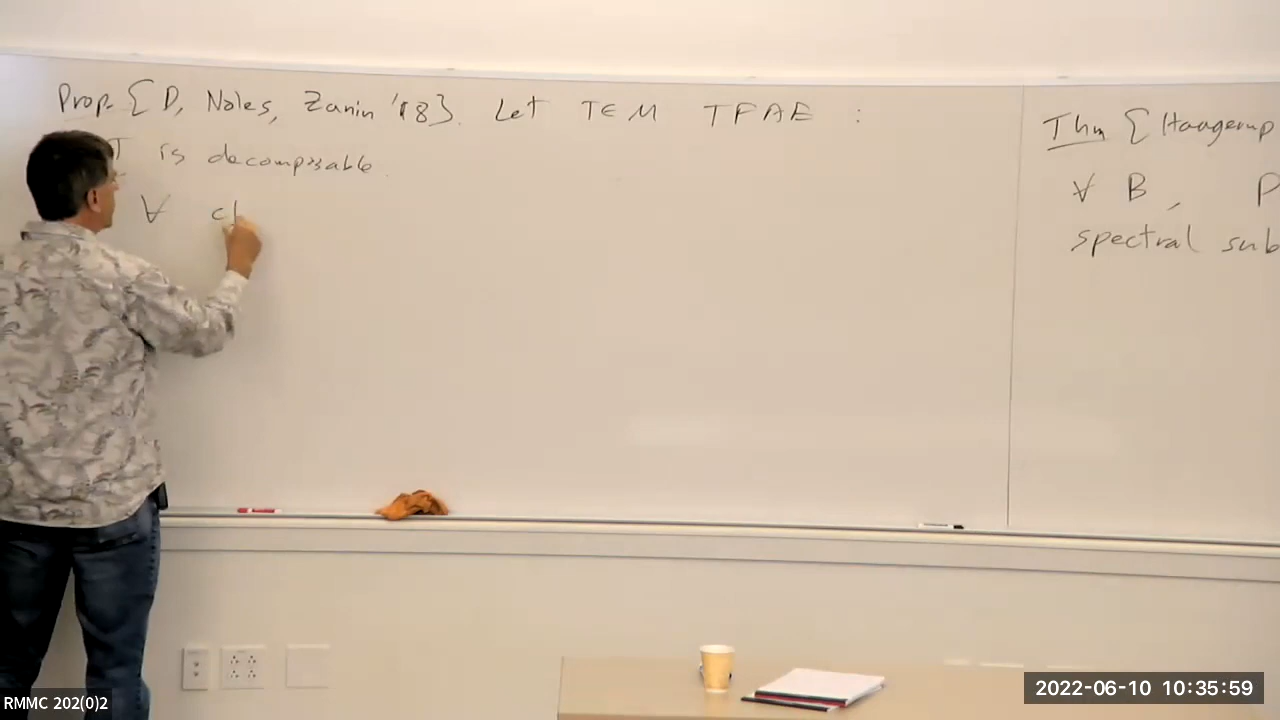 Prop. [D, Noles, Zanin '18]. Let T∈M TFAE :
T is decomposable.
∀ cl
Thm [Haagerup
∀ B, P
spectral sub
2022-06-10 10:35:59
RMMC 202(0)2